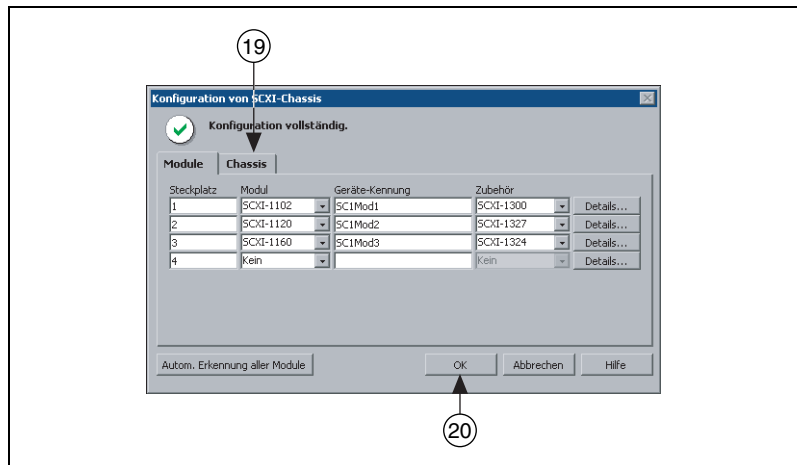 19
Konfiguration von SCXI-Chassis
Konfiguration vollständig.
Module Chassis
Steckplatz Modul Geräte-Kennung Zubehör
1 SCXI-1102 SC1Mod1 SCXI-1300 Details...
2 SCXI-1120 SC1Mod2 SCXI-1327 Details...
3 SCXI-1160 SC1Mod3 SCXI-1324 Details...
4 Kein Kein Details...
Autom. Erkennung aller Module OK Abbrechen Hilfe
20